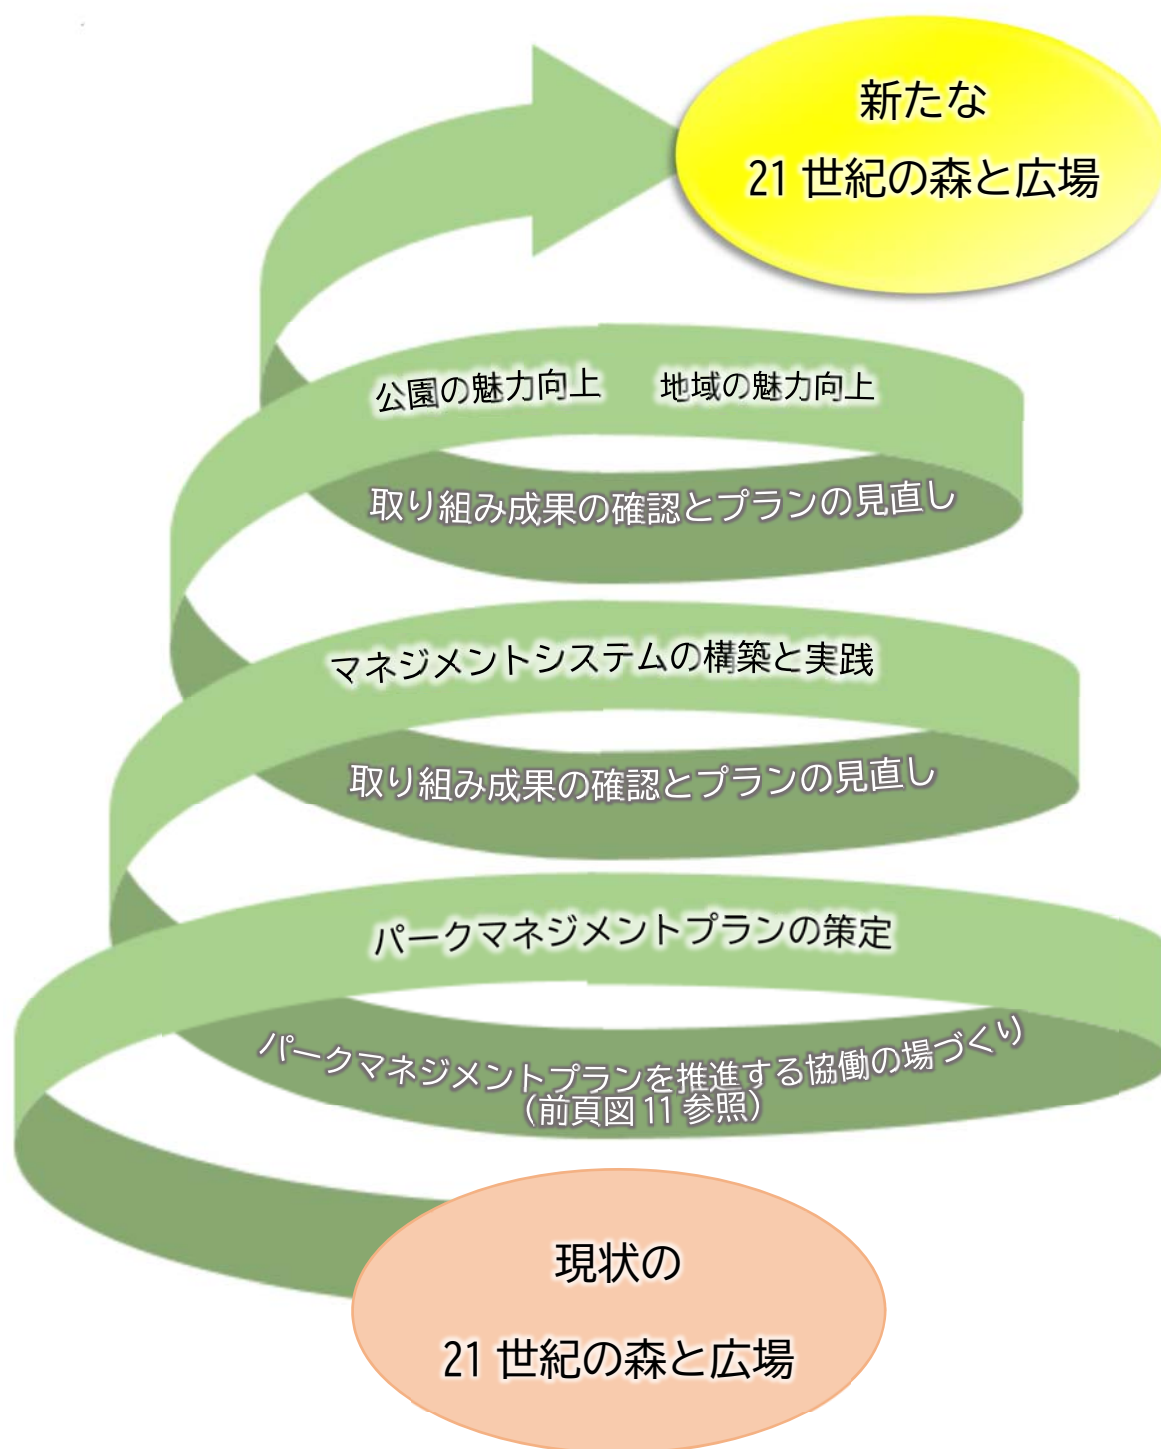 新たな
21 世紀の森と広場
公園の魅力向上 地域の魅力向上
取り組み成果の確認とプランの見直し
マネジメントシステムの構築と実践
取り組み成果の確認とプランの見直し
パークマネジメントプランの策定
パークマネジメントプランを推進する協働の場づくり
（前頁図 11 参照）
現状の
21 世紀の森と広場